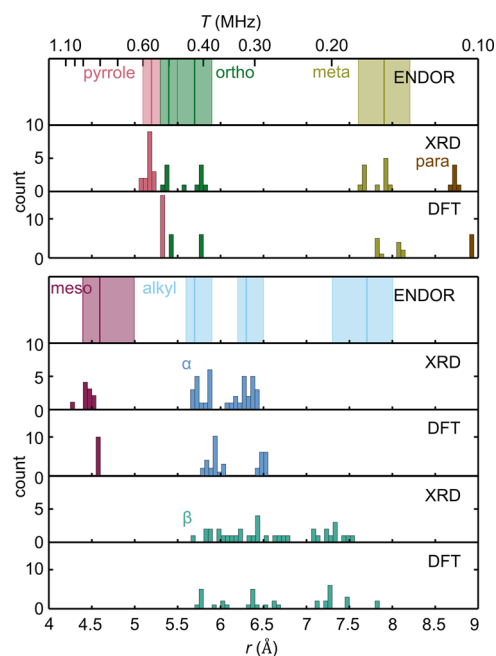 T (MHz)
1.10 0.60 0.40 0.30 0.20 0.10
pyrrole ortho meta ENDOR
10 XRD
para
5
0
10 DFT
5
0
count
meso alkyl ENDOR
10 XRD
α
5
0
10 DFT
5
0
count
XRD
5 β
0
DFT
5
0
4 4.5 5 5.5 6 6.5 7 7.5 8 8.5 9
r (Å)